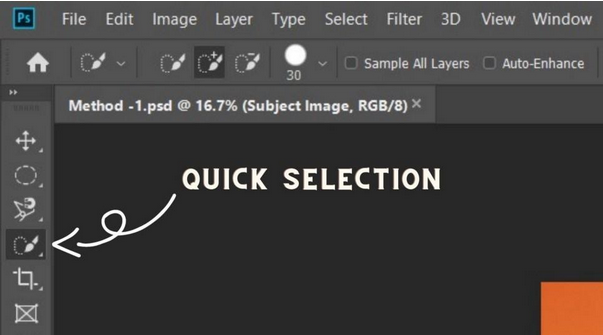 Ps File Edit Image Layer Type Select Filter 3D View Window
30 Sample All Layers Auto-Enhance
Method -1.psd @ 16.7% (Subject Image, RGB/8) ×
QUICK SELECTION